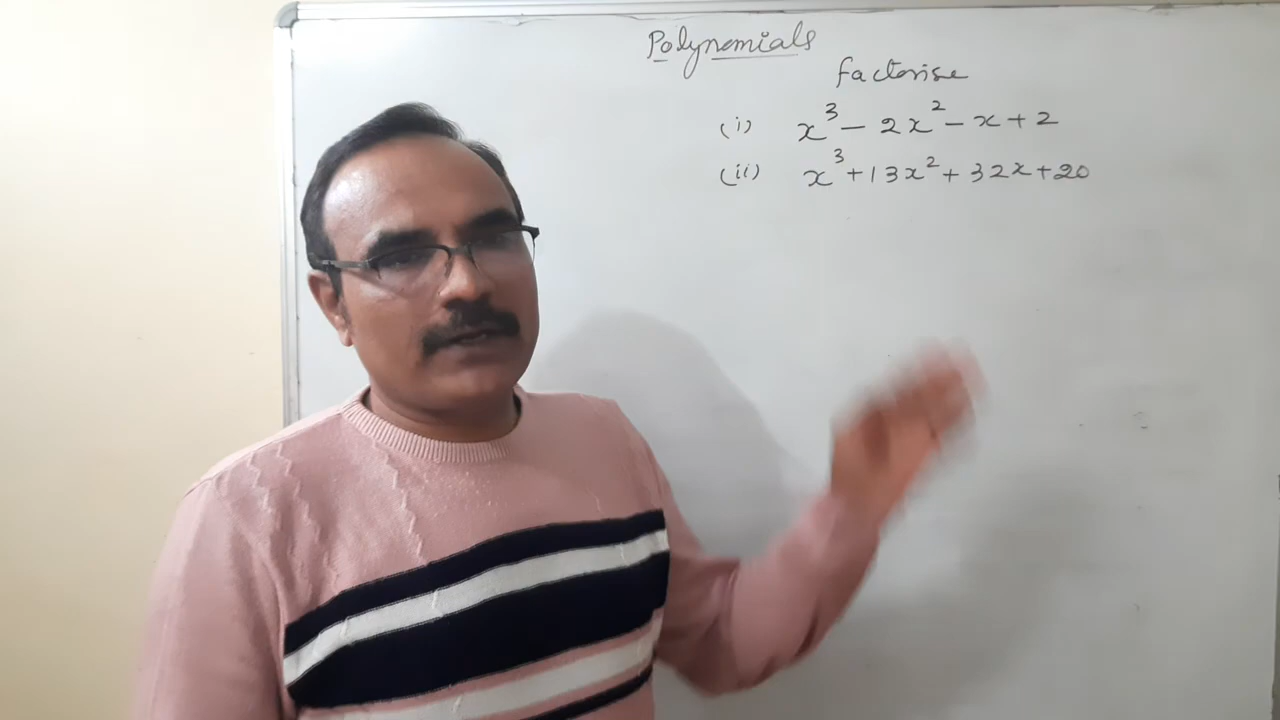 Polynomials
factorise
(i) x³ - 2x² - x + 2
(ii) x³ + 13x² + 32x + 20